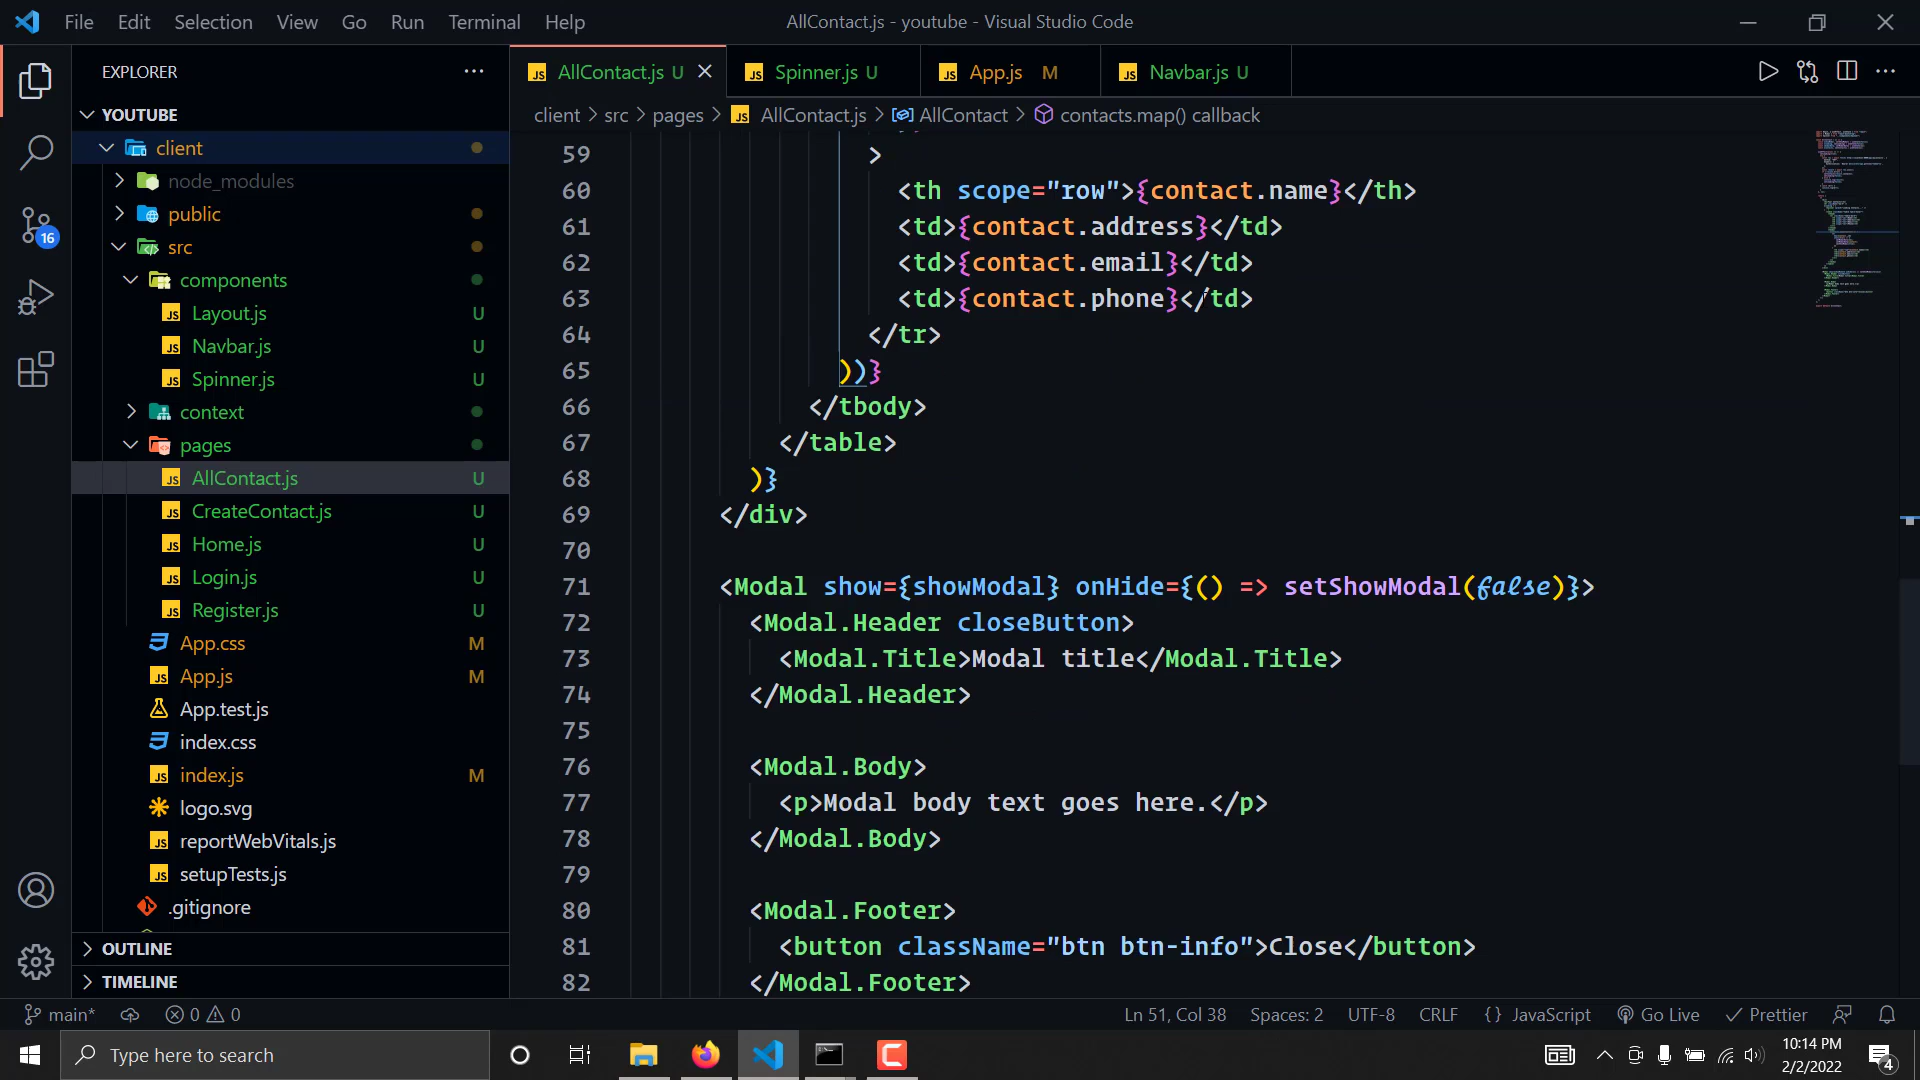 File Edit Selection View Go Run Terminal Help
AllContact.js - youtube - Visual Studio Code
EXPLORER
AllContact.js U
Spinner.js U
App.js M
Navbar.js U
YOUTUBE
client > src > pages > AllContact.js > AllContact > contacts.map() callback
client
node_modules
public
src
components
Layout.js U
Navbar.js U
Spinner.js U
context
pages
AllContact.js U
CreateContact.js U
Home.js U
Login.js U
Register.js U
App.css M
App.js M
App.test.js
index.css
index.js M
logo.svg
reportWebVitals.js
setupTests.js
.gitignore
OUTLINE
TIMELINE
16
59 >
60 <th scope="row">{contact.name}</th>
61 <td>{contact.address}</td>
62 <td>{contact.email}</td>
63 <td>{contact.phone}</td>
64 </tr>
65 ))}
66 </tbody>
67 </table>
68 )}
69 </div>
70
71 <Modal show={showModal} onHide={() => setShowModal(false)}>
72 <Modal.Header closeButton>
73 <Modal.Title>Modal title</Modal.Title>
74 </Modal.Header>
75
76 <Modal.Body>
77 <p>Modal body text goes here.</p>
78 </Modal.Body>
79
80 <Modal.Footer>
81 <button className="btn btn-info">Close</button>
82 </Modal.Footer>
main* 0 0
Ln 51, Col 38 Spaces: 2 UTF-8 CRLF {} JavaScript Go Live Prettier
Type here to search
10:14 PM
2/2/2022
4